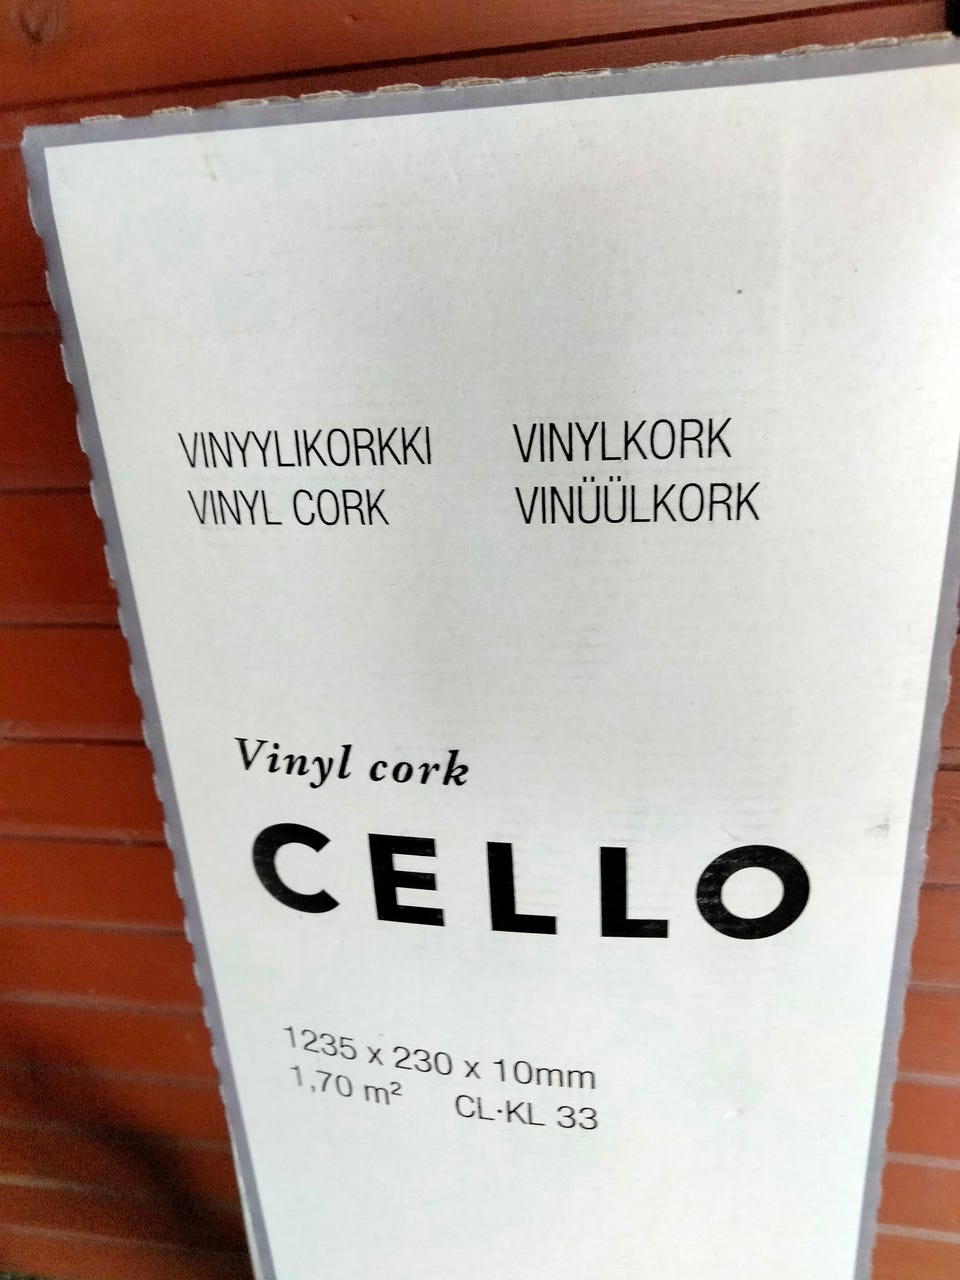 VINYYLIKORKKI VINYLKORK
VINYL CORK VINÜÜLKORK
Vinyl cork
CELLO
1235 x 230 x 10mm
1,70 m² CL·KL 33